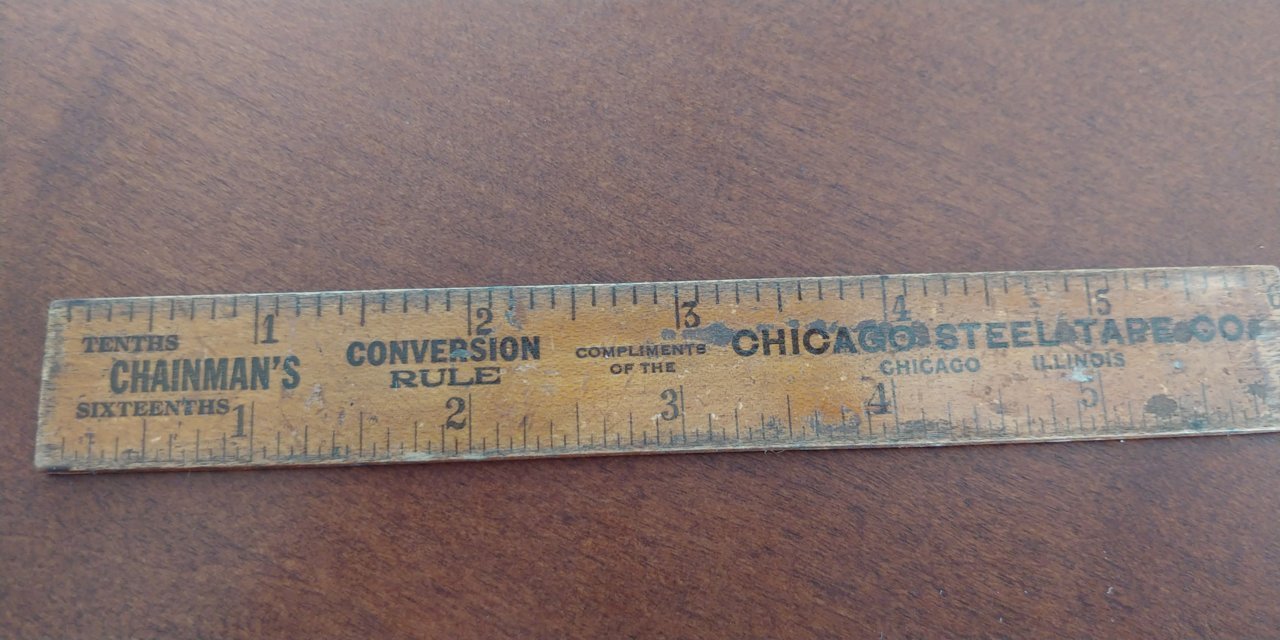 1 2 3 4 5
TENTHS
CHAINMAN'S
CONVERSION
RULE
COMPLIMENTS
OF THE
CHICAGO STEEL TAPE CO.
CHICAGO ILLINOIS
SIXTEENTHS
1 2 3 4 5